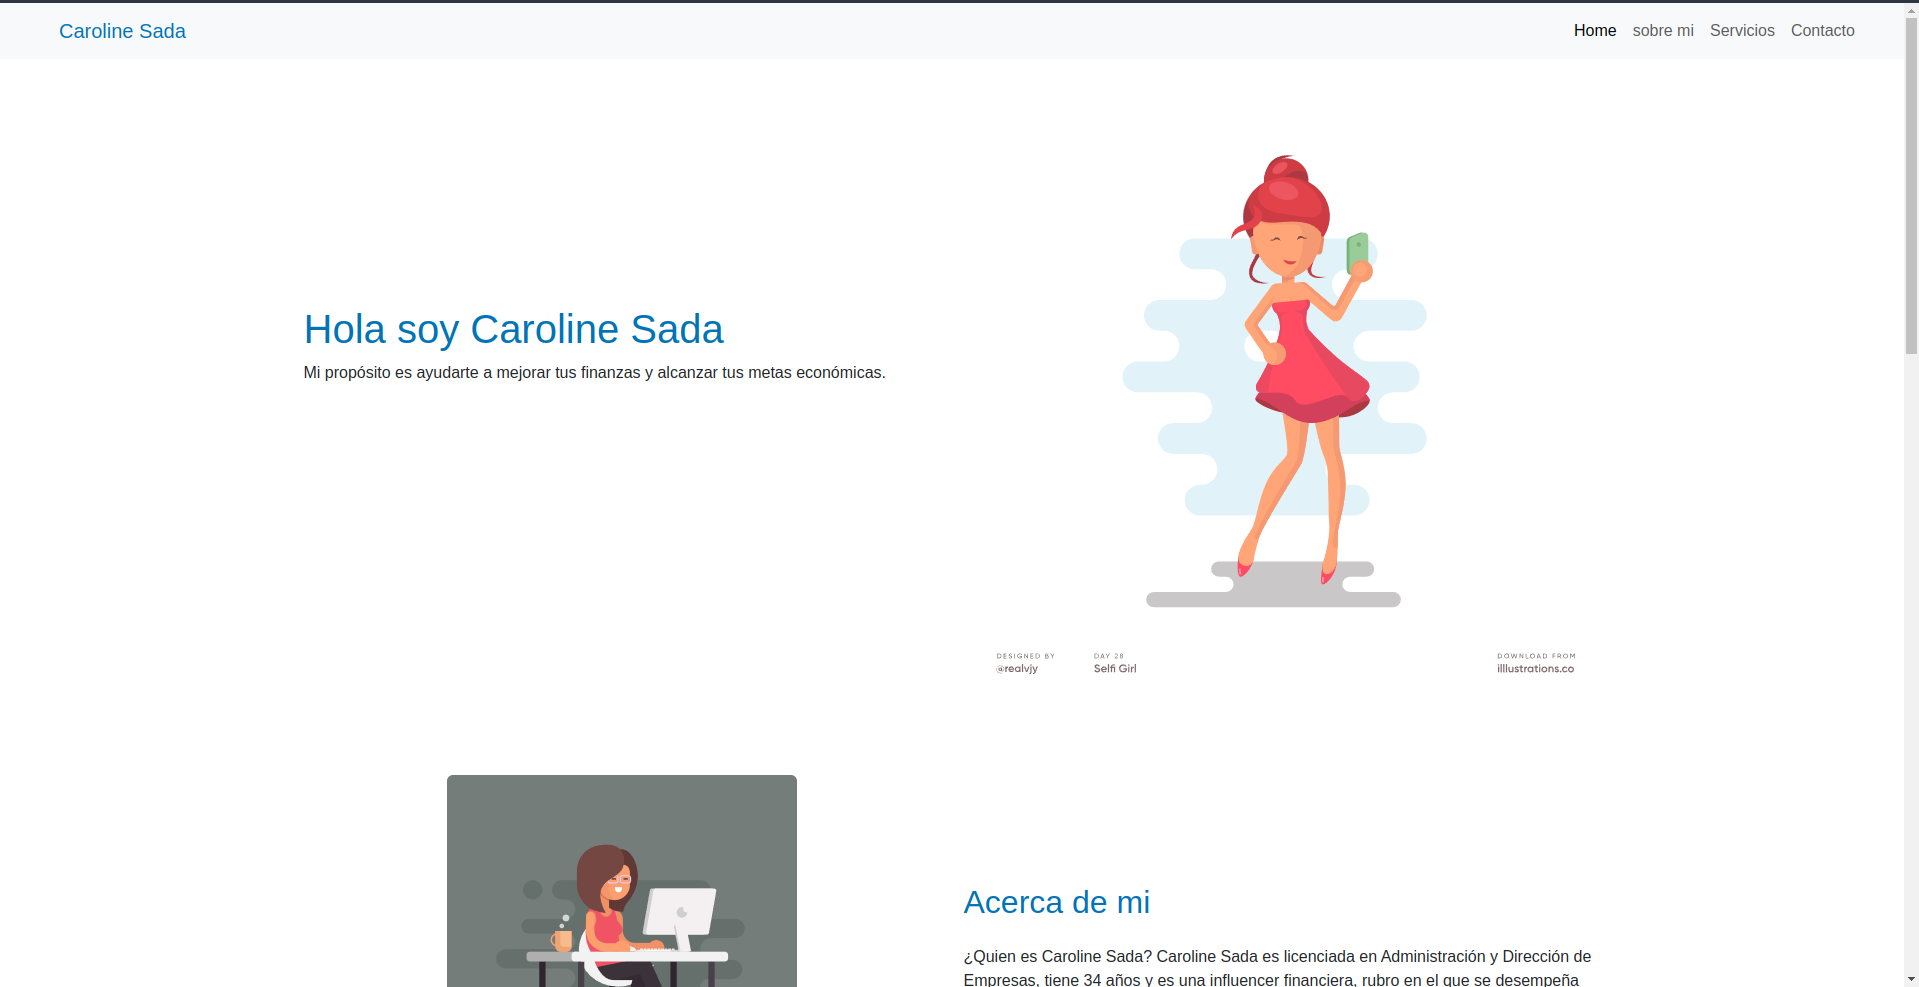 Caroline Sada
Home sobre mi Servicios Contacto
Hola soy Caroline Sada
Mi propósito es ayudarte a mejorar tus finanzas y alcanzar tus metas económicas.
DESIGNED BY
@realvjy
DAY 28
Selfi Girl
DOWNLOAD FROM
illlustrations.co
Acerca de mi
¿Quien es Caroline Sada? Caroline Sada es licenciada en Administración y Dirección de
Empresas, tiene 34 años y es una influencer financiera, rubro en el que se desempeña